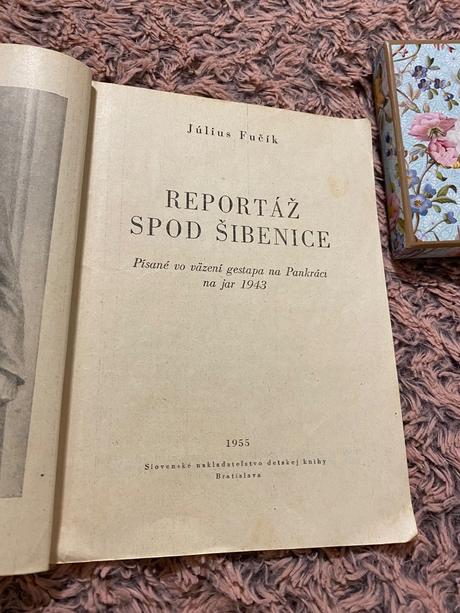 Július Fučík
REPORTÁŽ
SPOD ŠIBENICE
Písané vo väzení gestapa na Pankráci
na jar 1943
1955
Slovenské nakladateľstvo detskej knihy
Bratislava